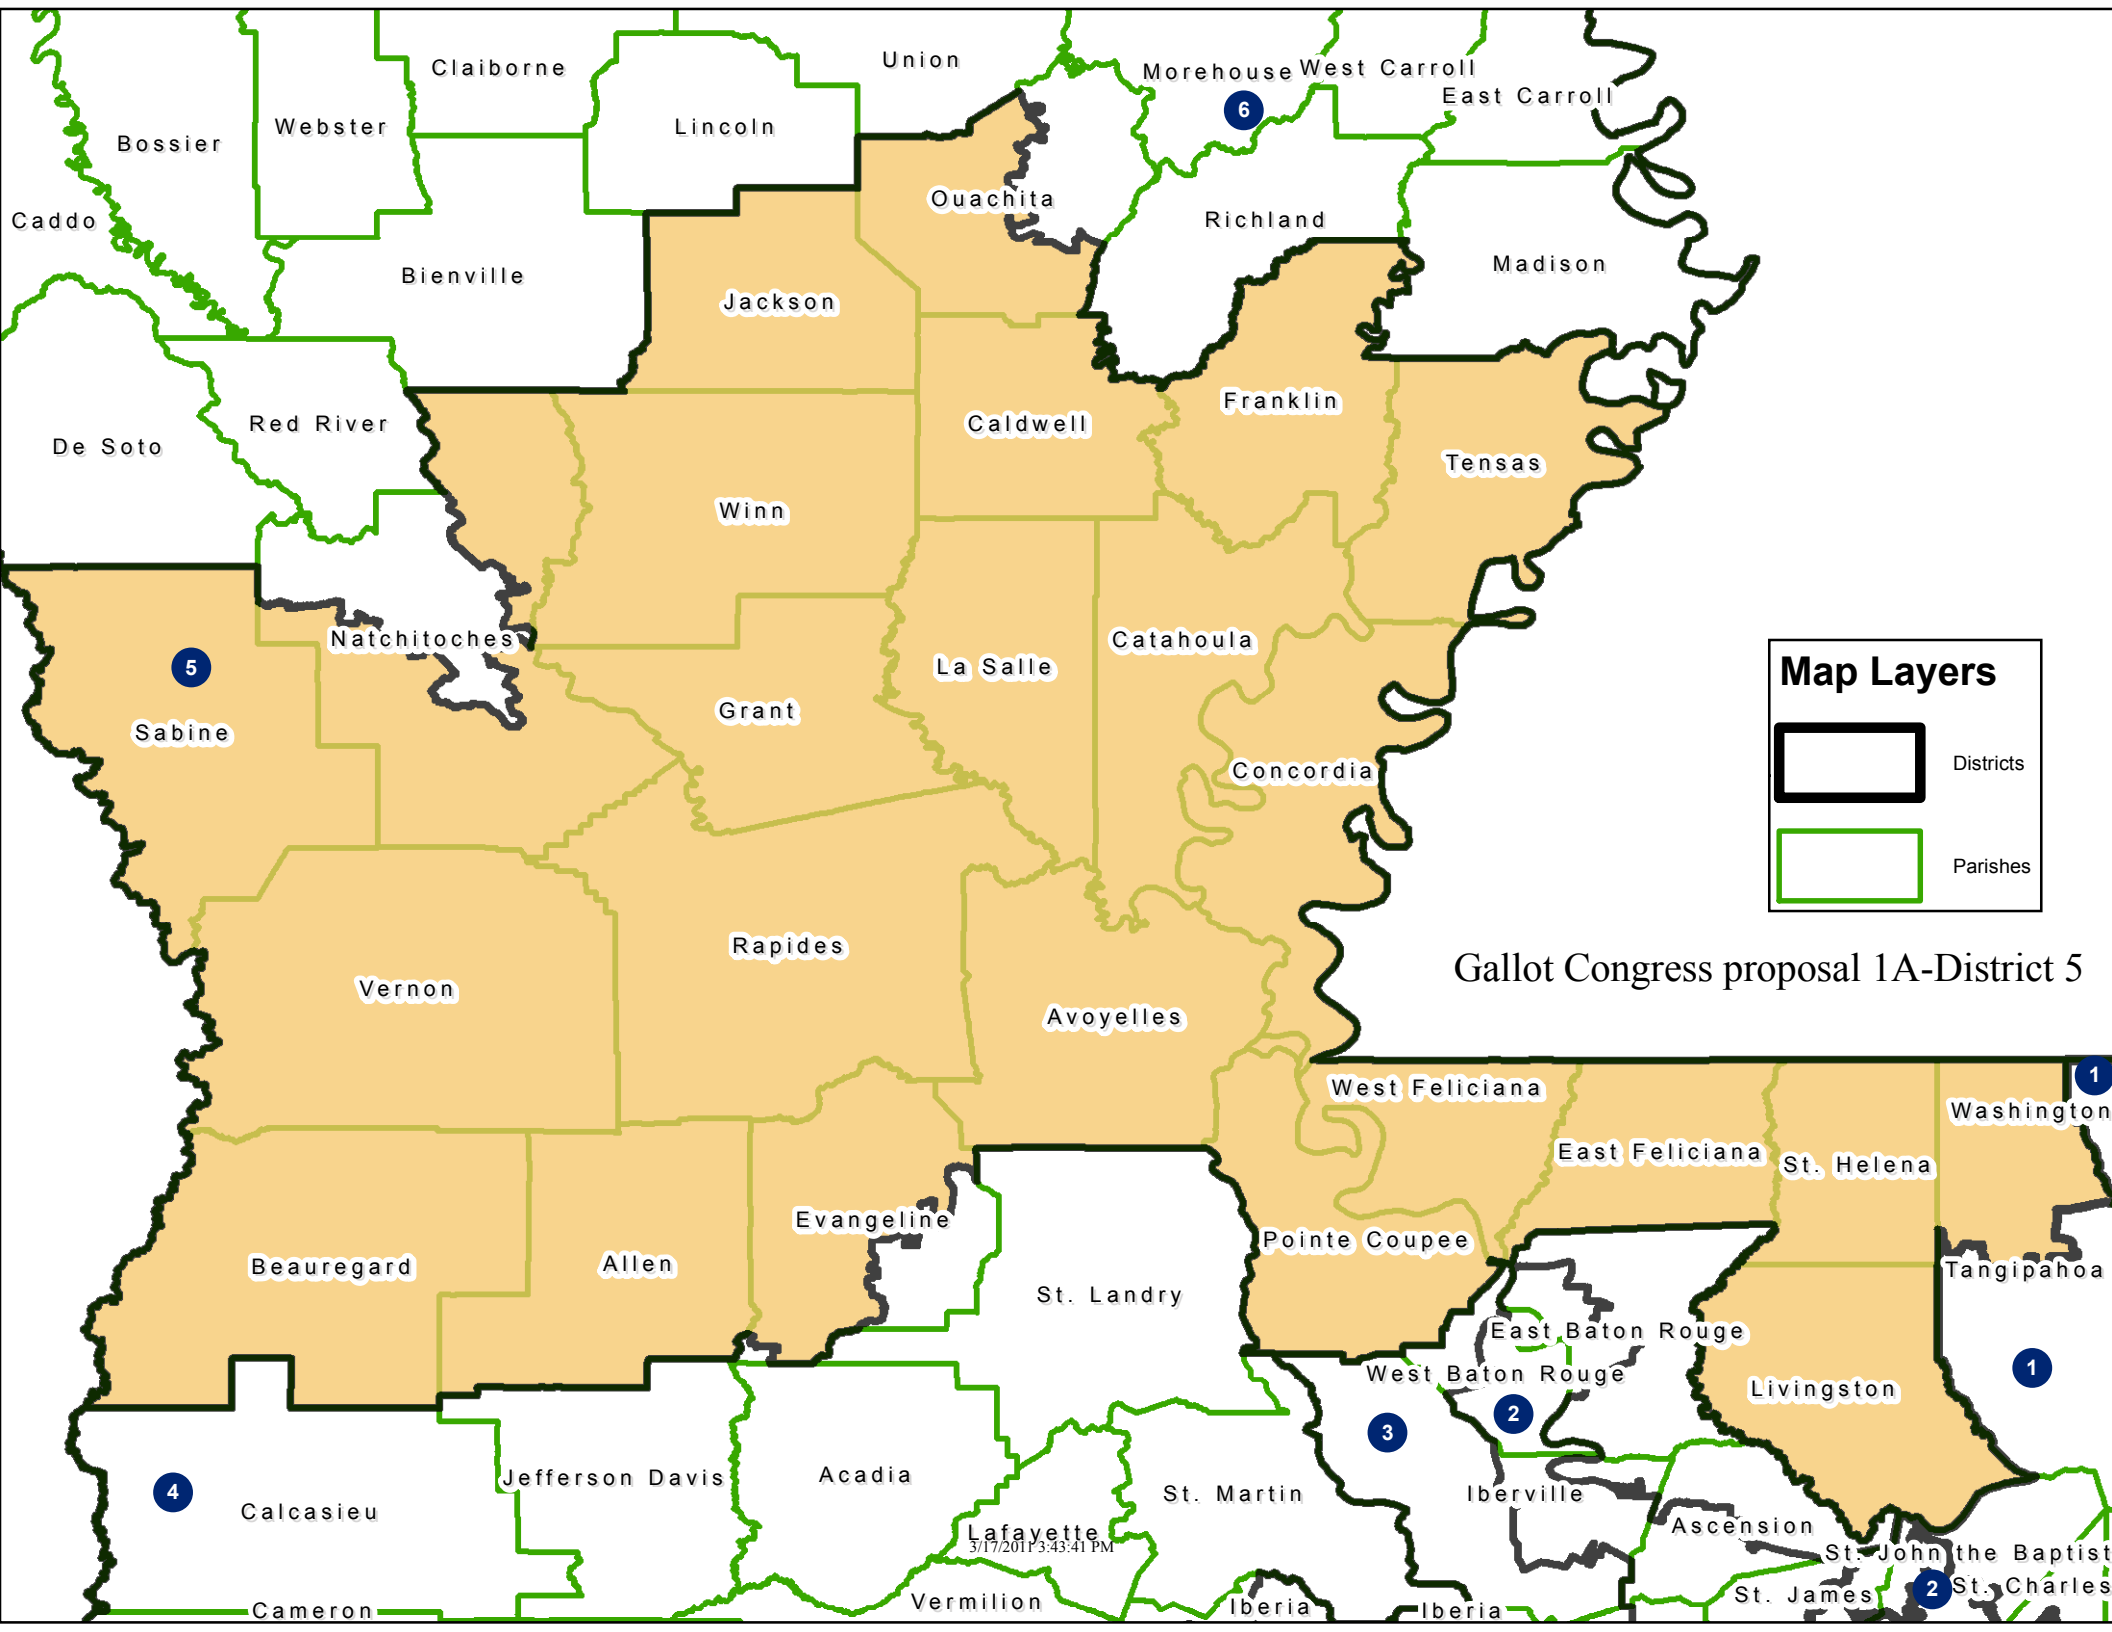 Union
Claiborne
Morehouse
West Carroll
East Carroll
6
Webster
Lincoln
Bossier
Ouachita
Caddo
Richland
Madison
Bienville
Jackson
Franklin
Caldwell
Red River
De Soto
Tensas
Winn
Natchitoches
Catahoula
5
La Salle
Map Layers
Grant
Sabine
Concordia
Districts
Parishes
Rapides
Gallot Congress proposal 1A-District 5
Vernon
Avoyelles
1
West Feliciana
Washington
East Feliciana
St. Helena
Evangeline
Pointe Coupee
Beauregard
Allen
Tangipahoa
St. Landry
East Baton Rouge
1
West Baton Rouge
Livingston
2
3
Acadia
Jefferson Davis
4
St. Martin
Iberville
Calcasieu
Ascension
Lafayette
3/17/2011 3:43:41 PM
St. John the Baptist
2
St. Charles
St. James
Vermilion
Iberia
Iberia
Cameron